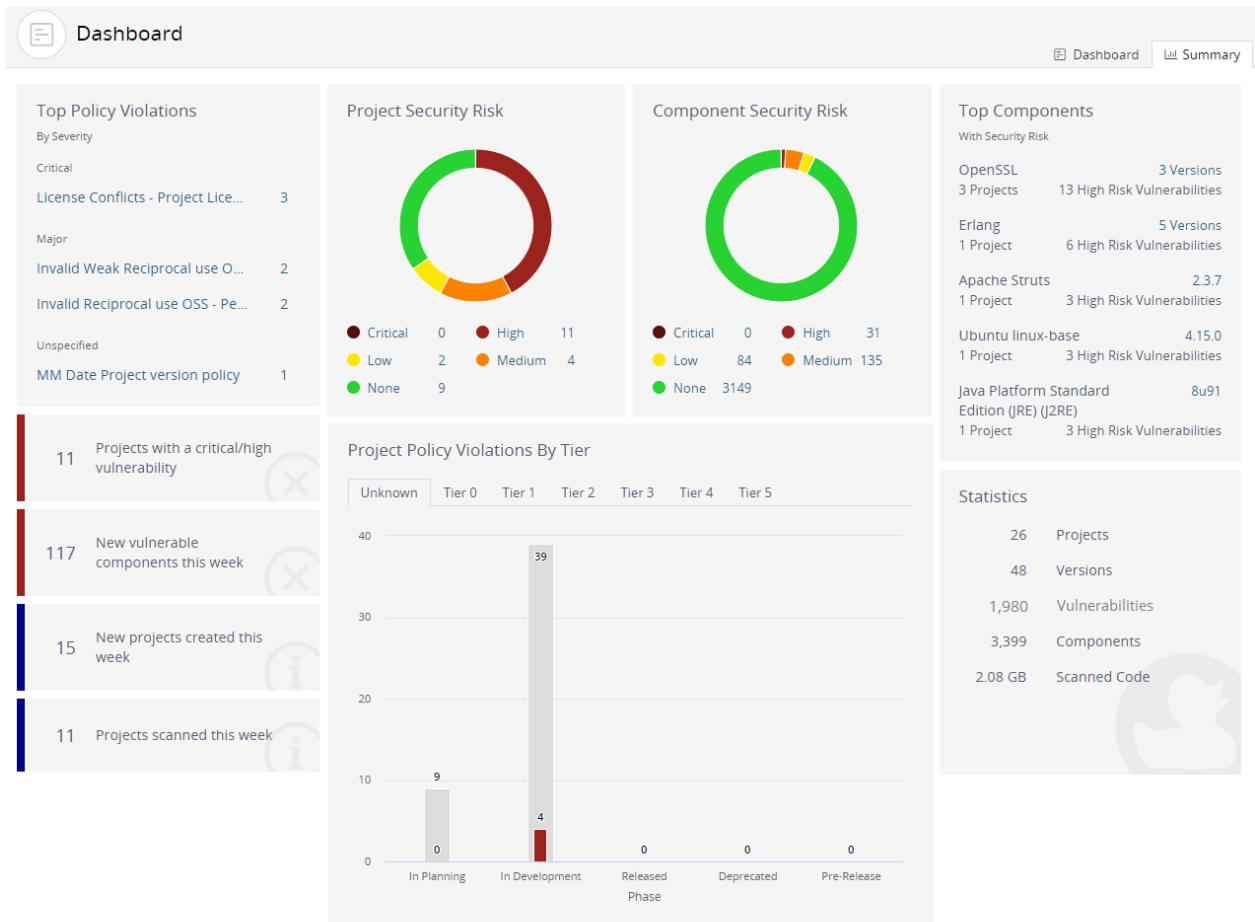 Dashboard
Dashboard
Summary
Top Policy Violations
By Severity
Critical
License Conflicts - Project Lice... 3
Major
Invalid Weak Reciprocal use O... 2
Invalid Reciprocal use OSS - Pe... 2
Unspecified
MM Date Project version policy 1
11 Projects with a critical/high
vulnerability
117 New vulnerable
components this week
15 New projects created this
week
11 Projects scanned this week
Project Security Risk
Critical 0 High 11
Low 2 Medium 4
None 9
Component Security Risk
Critical 0 High 31
Low 84 Medium 135
None 3149
Project Policy Violations By Tier
Unknown Tier 0 Tier 1 Tier 2 Tier 3 Tier 4 Tier 5
40
39
30
20
10
9
4
0
0
0
0
0
In Planning In Development Released Deprecated Pre-Release
Phase
Top Components
With Security Risk
OpenSSL 3 Versions
3 Projects 13 High Risk Vulnerabilities
Erlang 5 Versions
1 Project 6 High Risk Vulnerabilities
Apache Struts 2.3.7
1 Project 3 High Risk Vulnerabilities
Ubuntu linux-base 4.15.0
1 Project 3 High Risk Vulnerabilities
Java Platform Standard 8u91
Edition (JRE) (J2RE)
1 Project 3 High Risk Vulnerabilities
Statistics
26 Projects
48 Versions
1,980 Vulnerabilities
3,399 Components
2.08 GB Scanned Code